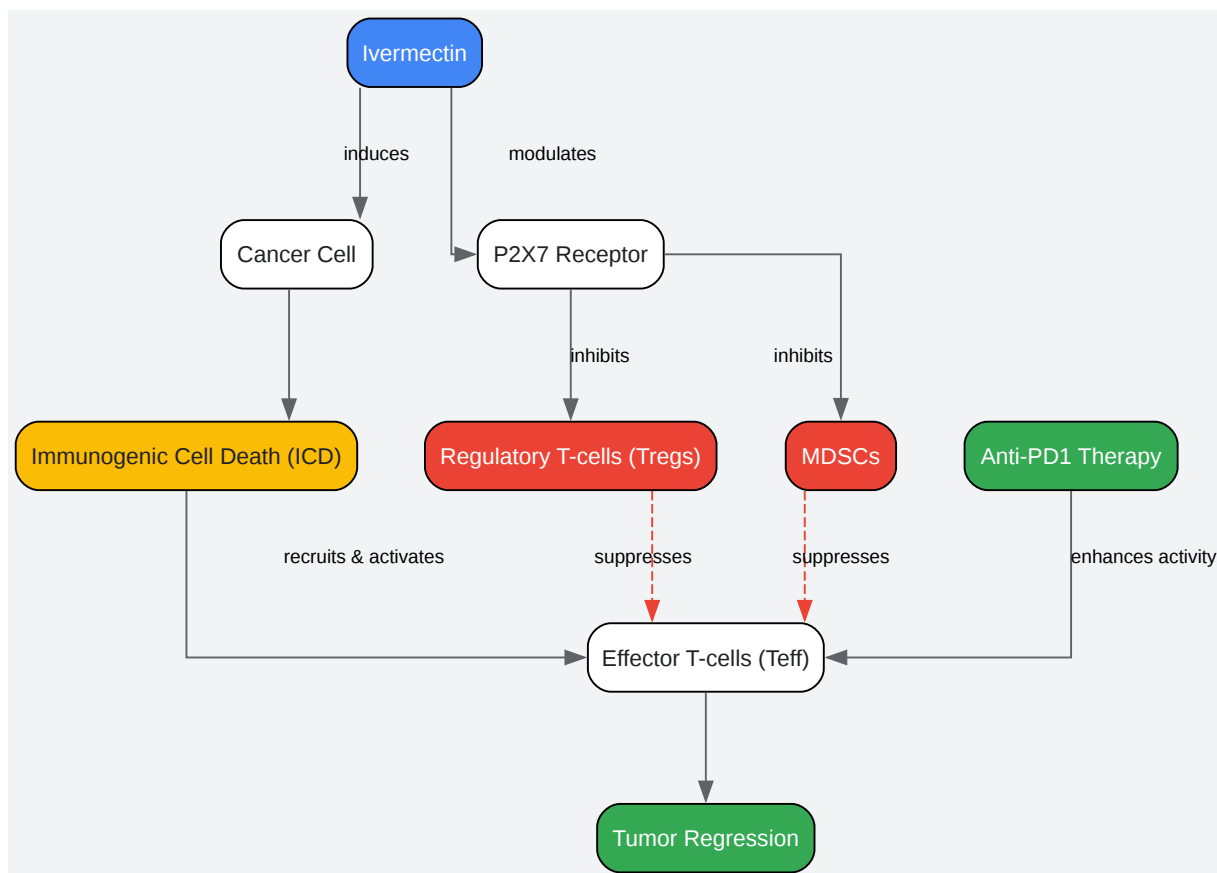 Ivermectin
induces
modulates
Cancer Cell
P2X7 Receptor
inhibits
inhibits
Immunogenic Cell Death (ICD)
Regulatory T-cells (Tregs)
MDSCs
Anti-PD1 Therapy
recruits & activates
suppresses
suppresses
enhances activity
Effector T-cells (Teff)
Tumor Regression